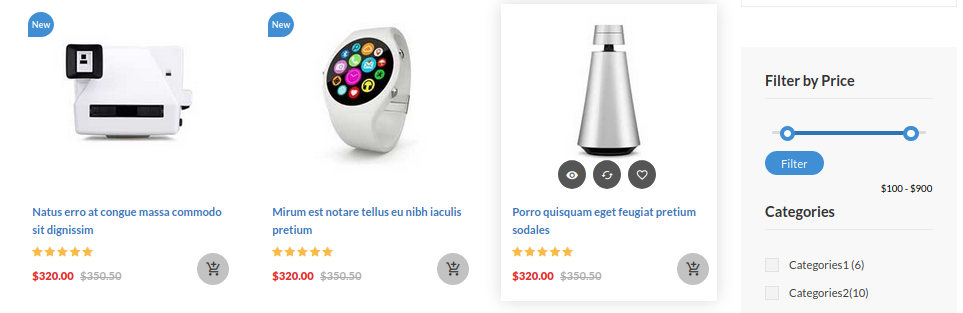 New
New
Natus erro at congue massa commodo
sit dignissim
$320.00 $350.50
Mirum est notare tellus eu nibh iaculis
pretium
$320.00 $350.50
Porro quisquam eget feugiat pretium
sodales
$320.00 $350.50
Filter by Price
Filter
$100 - $900
Categories
Categories1 (6)
Categories2(10)